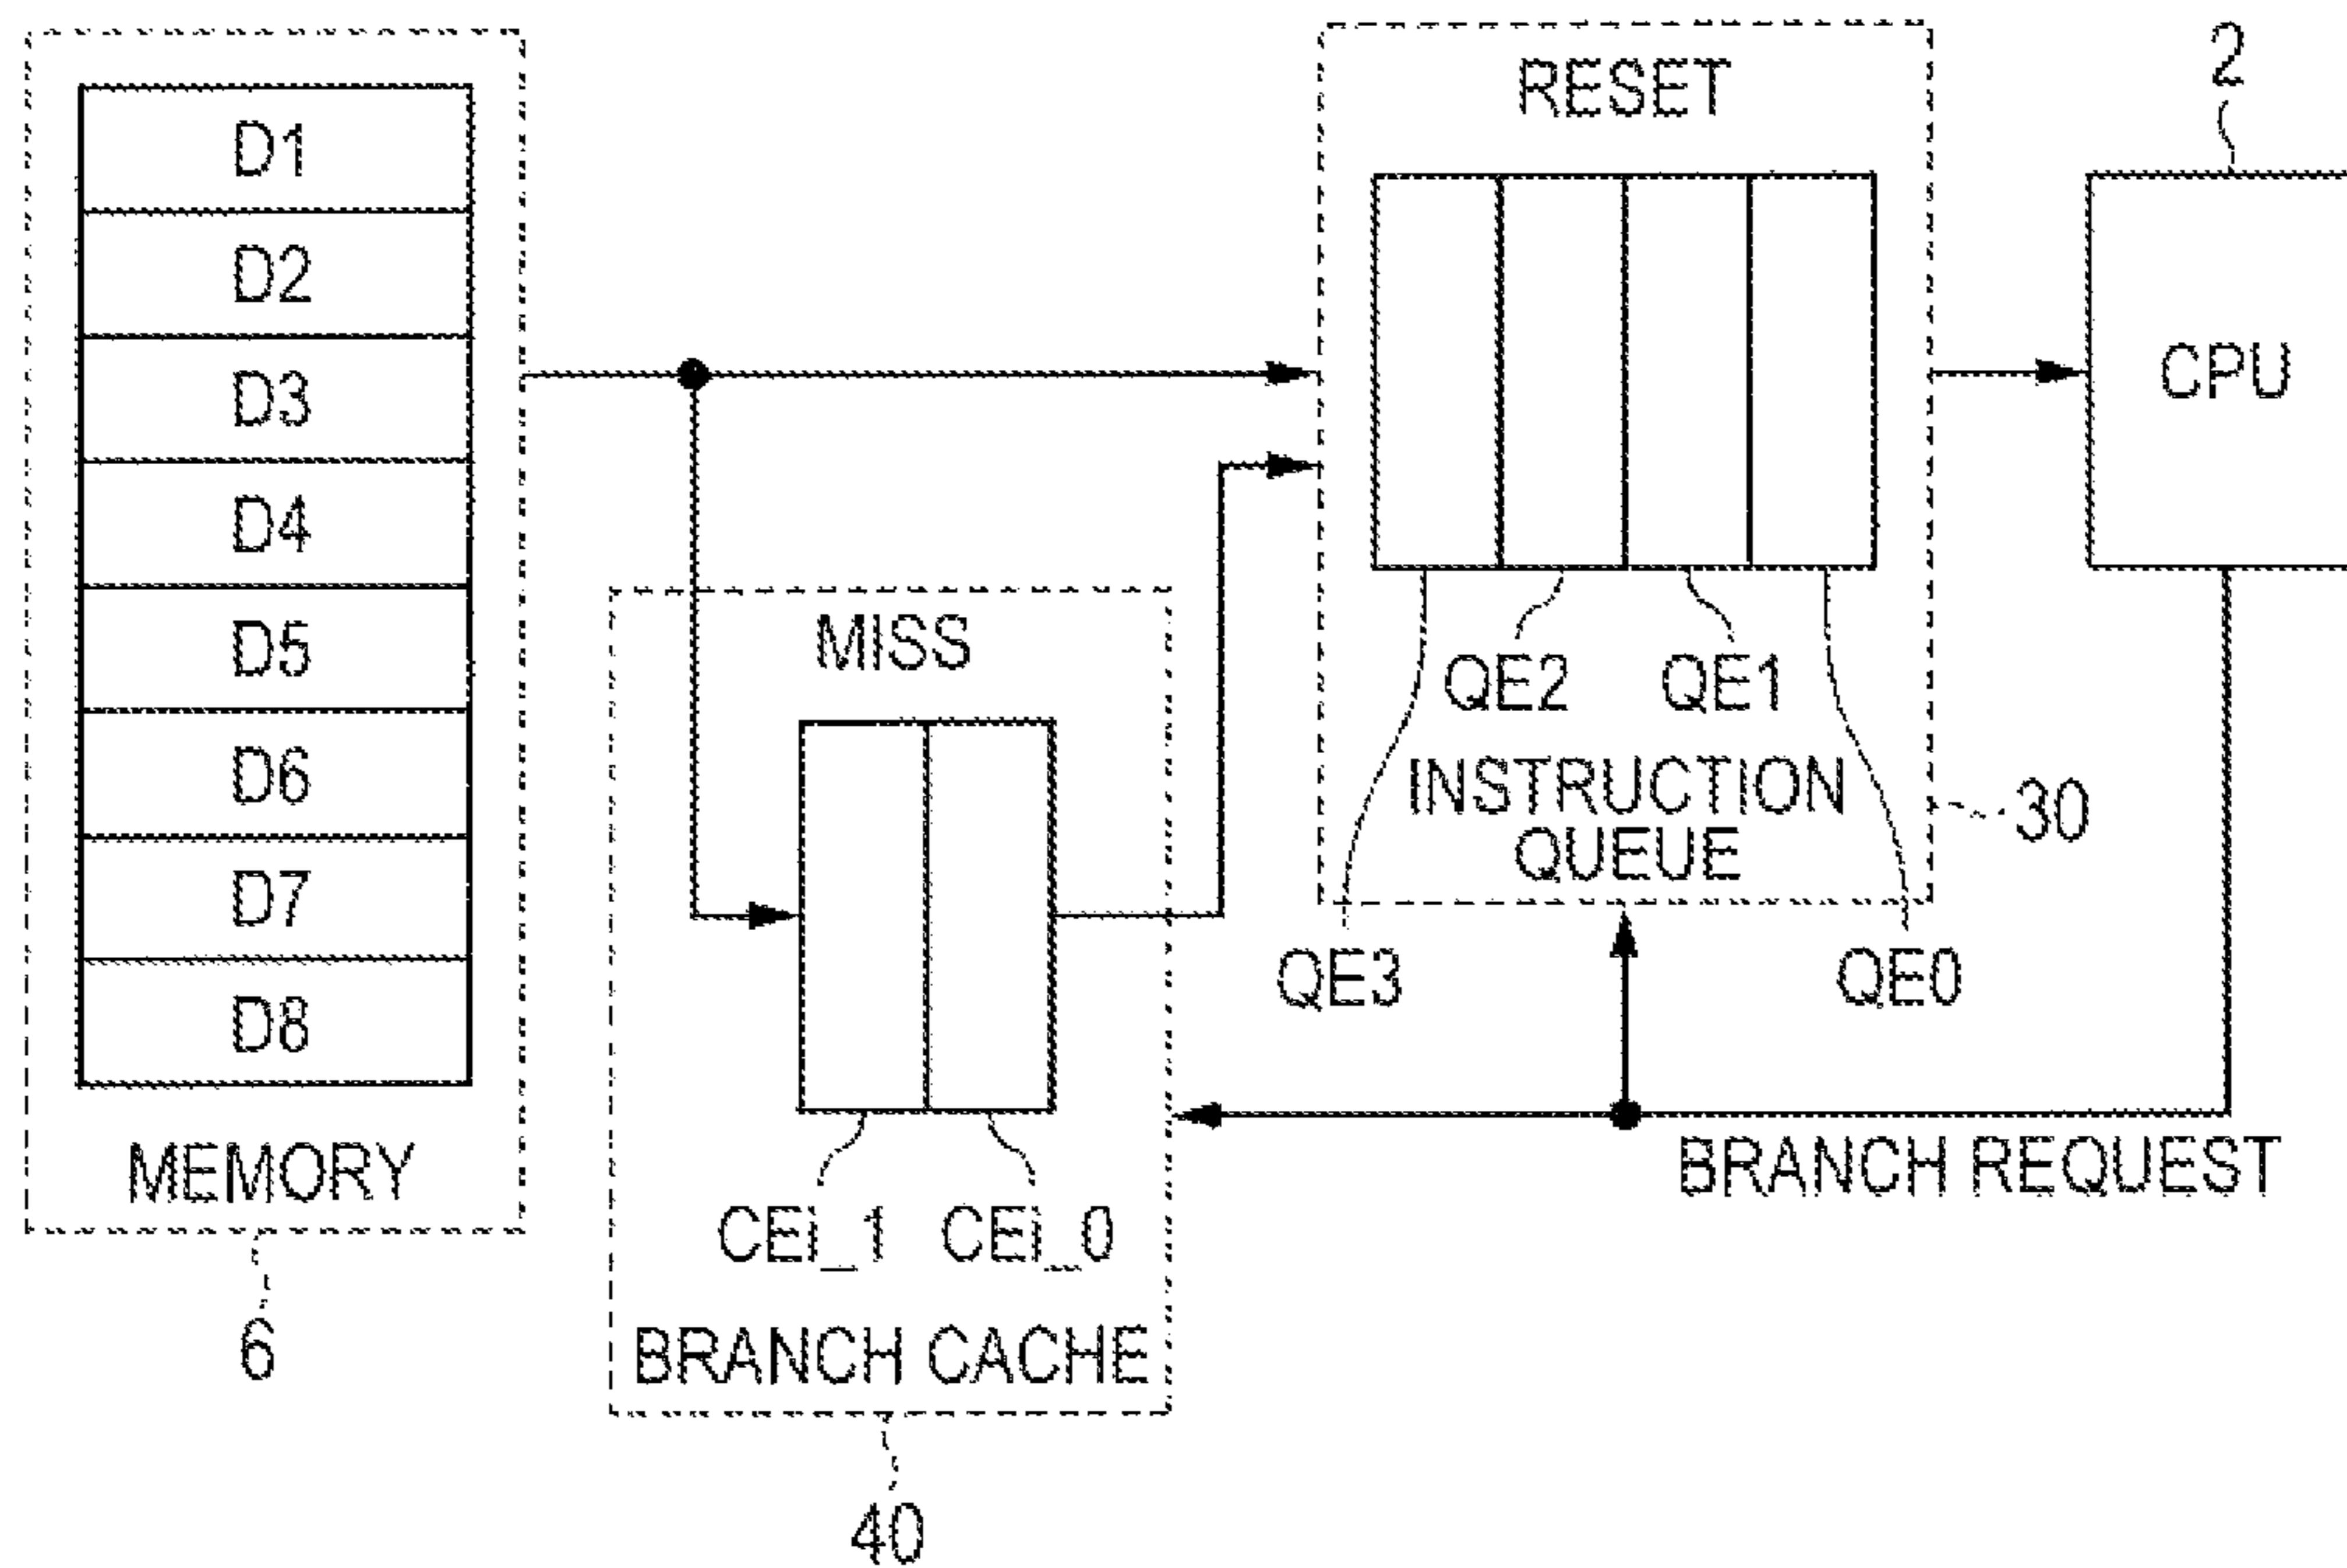 D1
D2
D3
D4
D5
D6
D7
D8
MEMORY
6
MISS
CEi_1 CEi_0
BRANCH CACHE
40
RESET
QE2 QE1
INSTRUCTION
QUEUE
QE3 QE0
30
2
CPU
BRANCH REQUEST